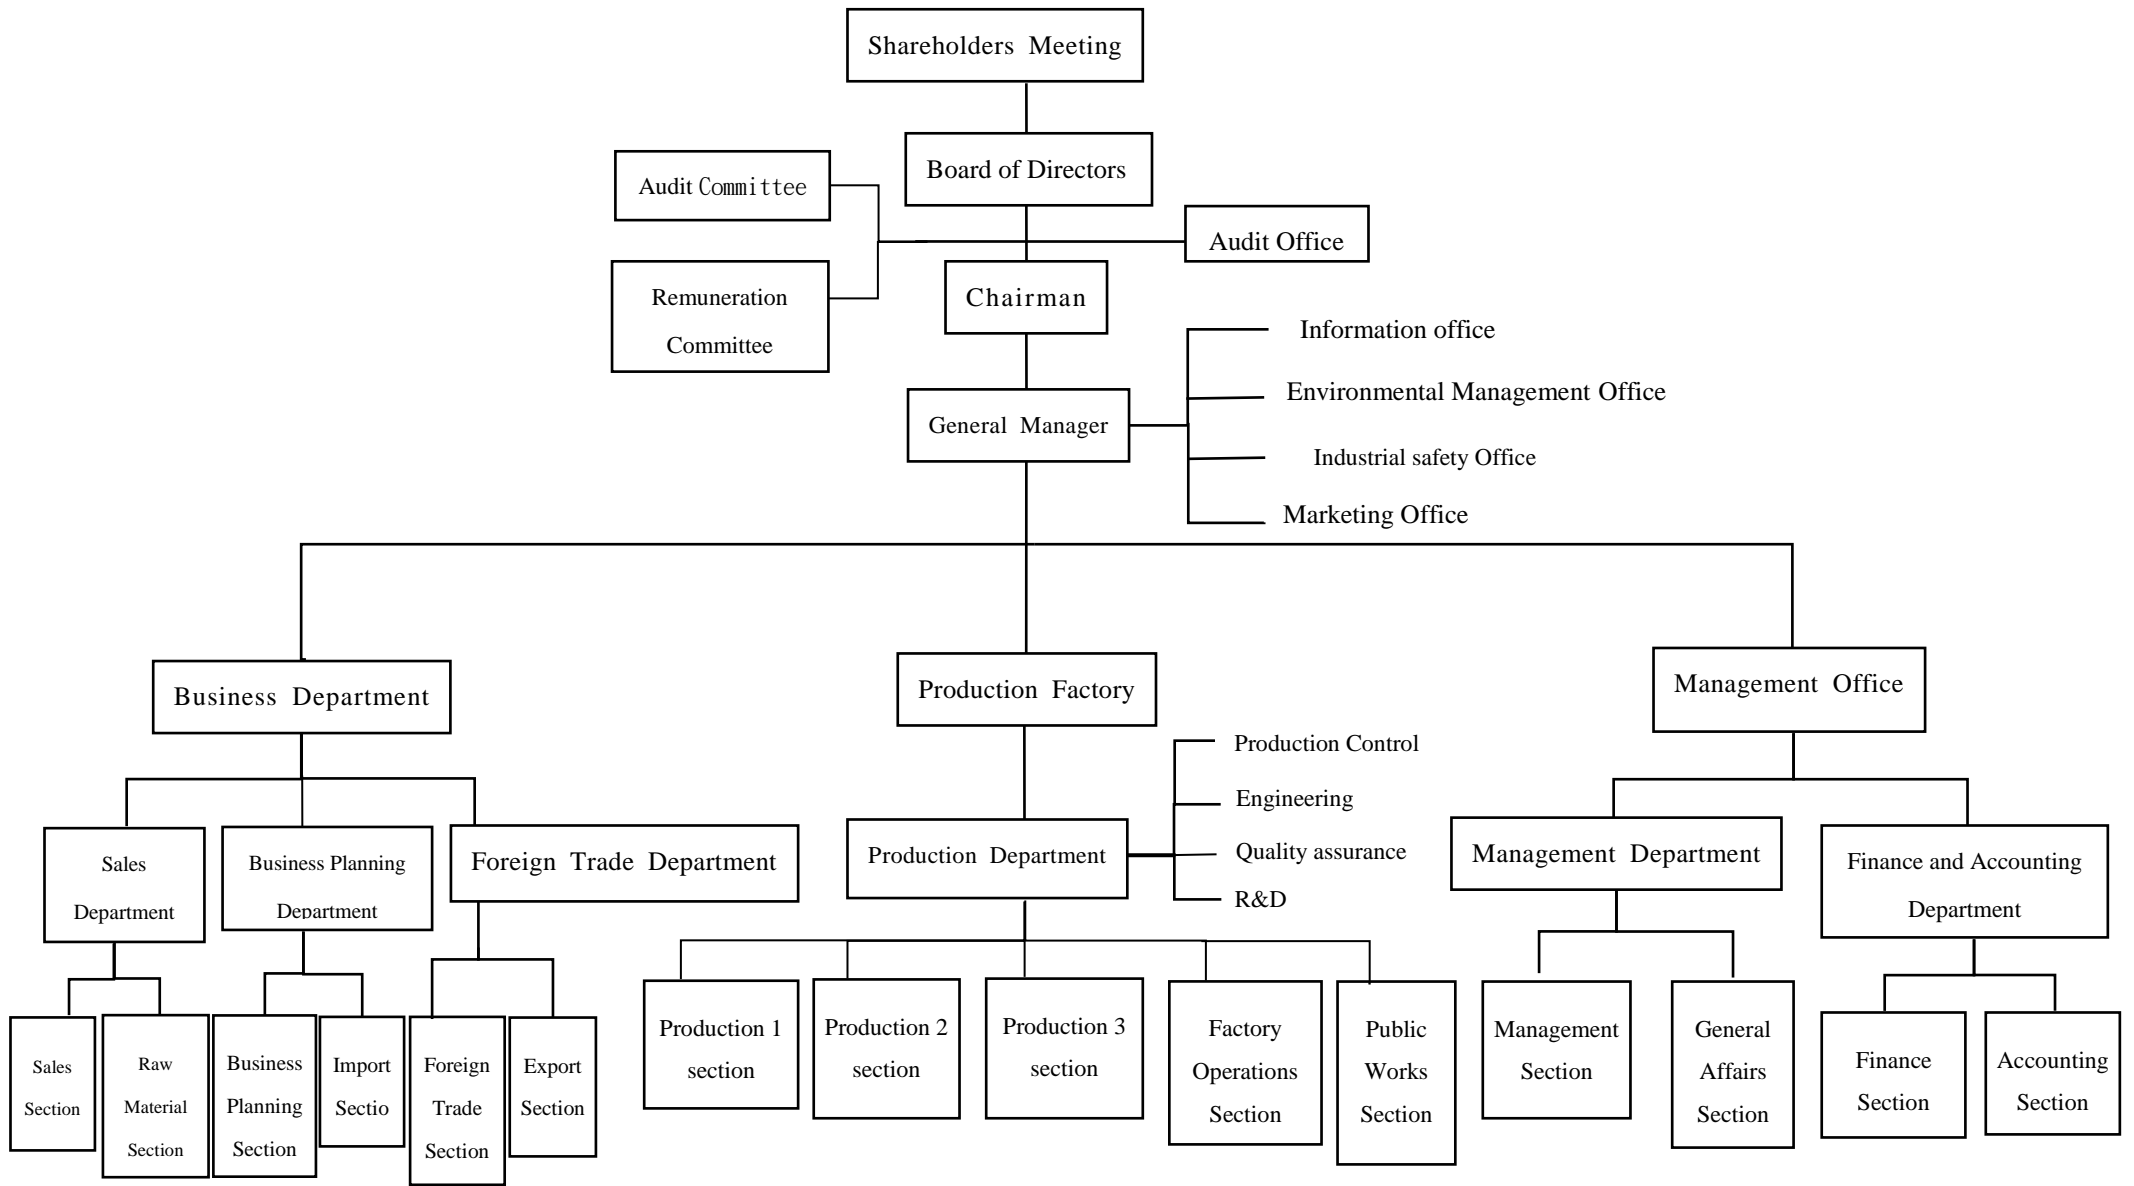 Shareholders Meeting
Board of Directors
Audit Committee
Audit Office
Remuneration
Committee
Chairman
Information office
Environmental Management Office
General Manager
Industrial safety Office
Marketing Office
Business Department
Production Factory
Management Office
Production Control
Engineering
Quality assurance
R&D
Sales
Department
Business Planning
Department
Foreign Trade Department
Production Department
Management Department
Finance and Accounting
Department
Sales
Section
Raw
Material
Section
Business
Planning
Section
Import
Sectio
Foreign
Trade
Section
Export
Section
Production 1
section
Production 2
section
Production 3
section
Factory
Operations
Section
Public
Works
Section
Management
Section
General
Affairs
Section
Finance
Section
Accounting
Section